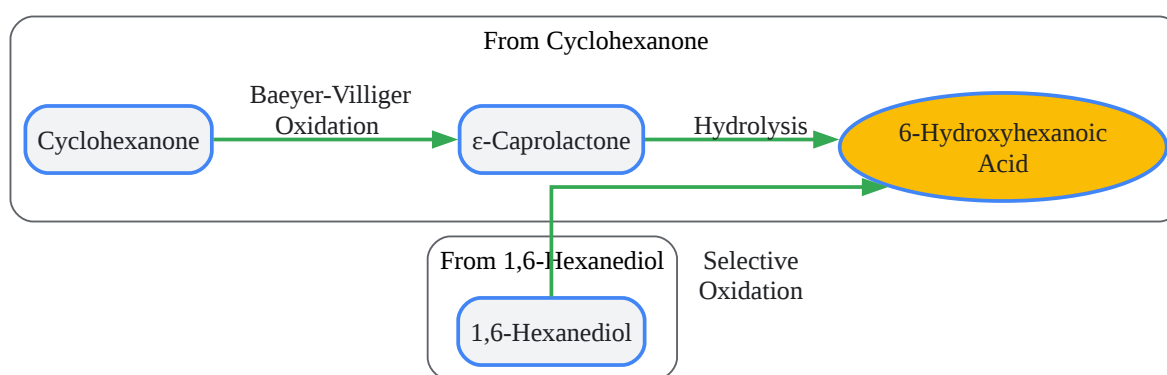 From Cyclohexanone
Baeyer-Villiger
Oxidation
Cyclohexanone
ε-Caprolactone
Hydrolysis
6-Hydroxyhexanoic
Acid
From 1,6-Hexanediol
Selective
Oxidation
1,6-Hexanediol